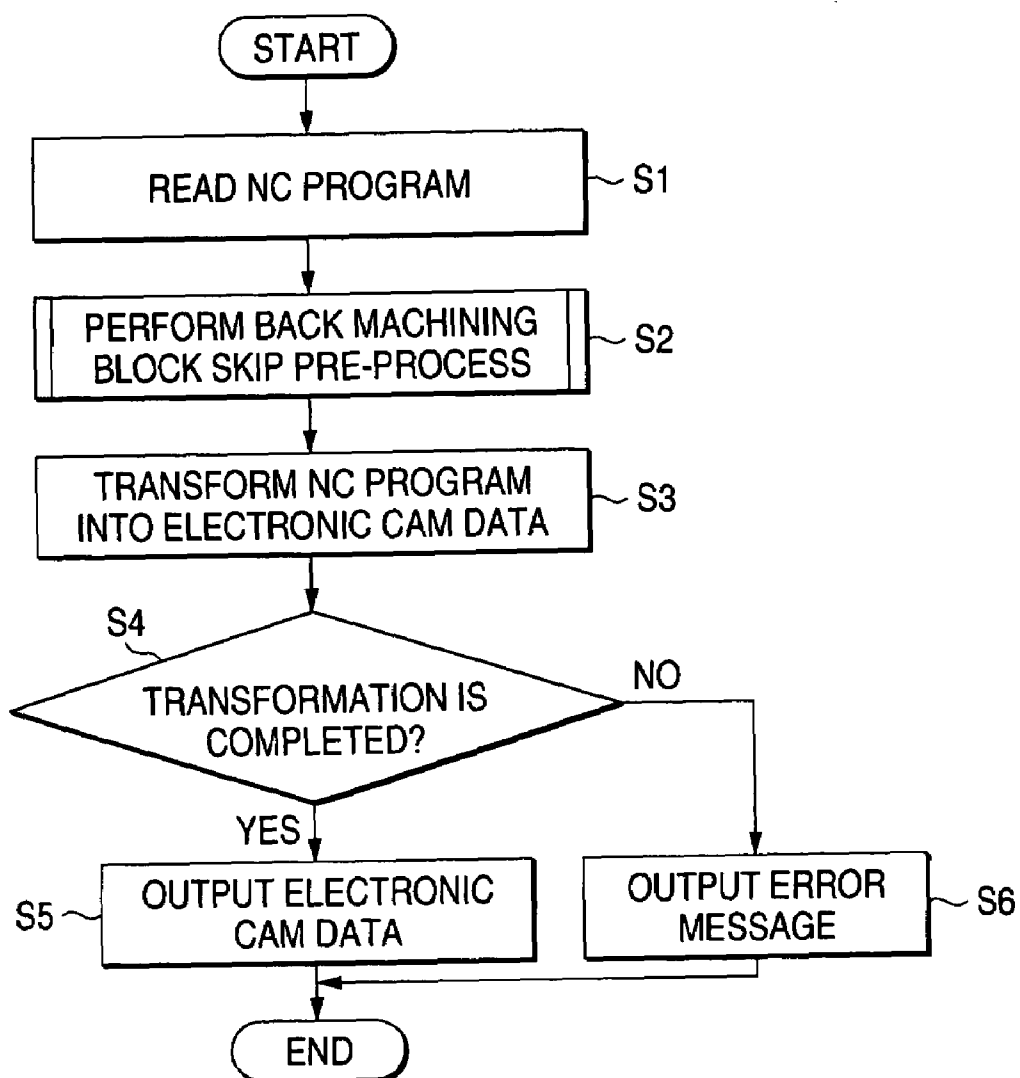 START
READ NC PROGRAM
S1
PERFORM BACK MACHINING
BLOCK SKIP PRE-PROCESS
S2
TRANSFORM NC PROGRAM
INTO ELECTRONIC CAM DATA
S3
S4
TRANSFORMATION IS
COMPLETED?
NO
YES
S5
OUTPUT ELECTRONIC
CAM DATA
OUTPUT ERROR
MESSAGE
S6
END